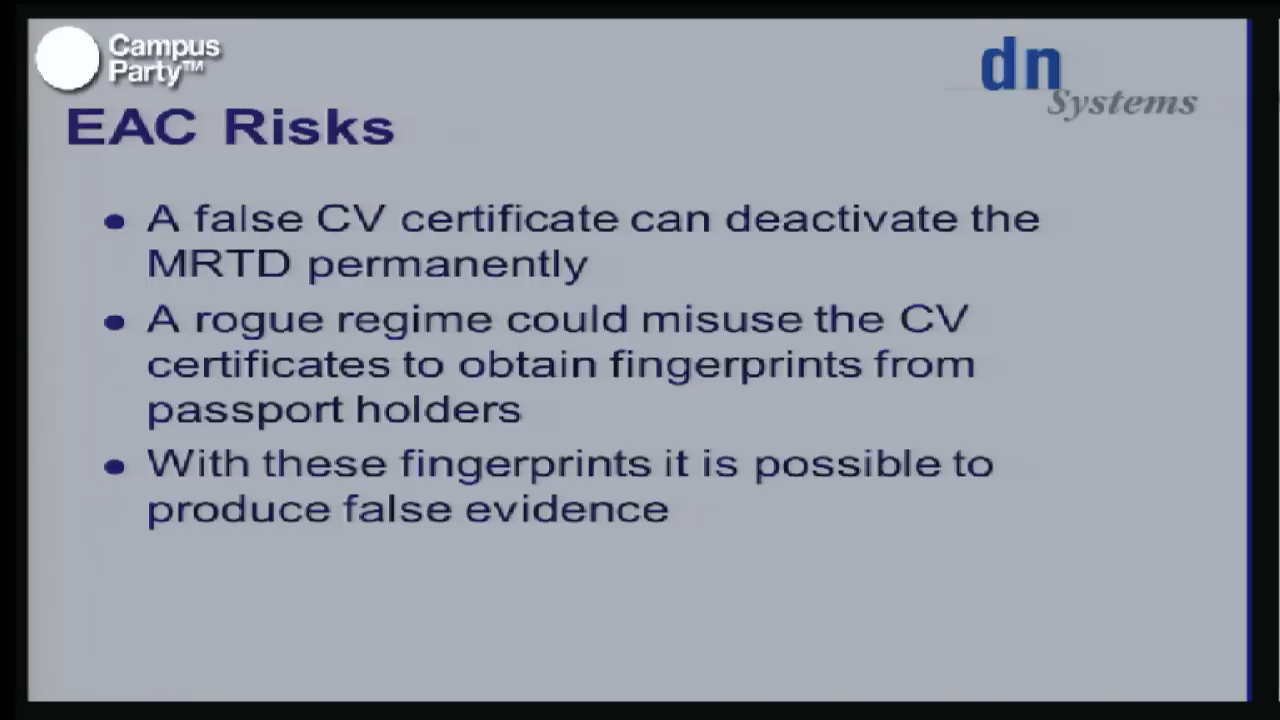 Campus
Party™
dn
Systems
EAC Risks
• A false CV certificate can deactivate the
MRTD permanently
• A rogue regime could misuse the CV
certificates to obtain fingerprints from
passport holders
• With these fingerprints it is possible to
produce false evidence